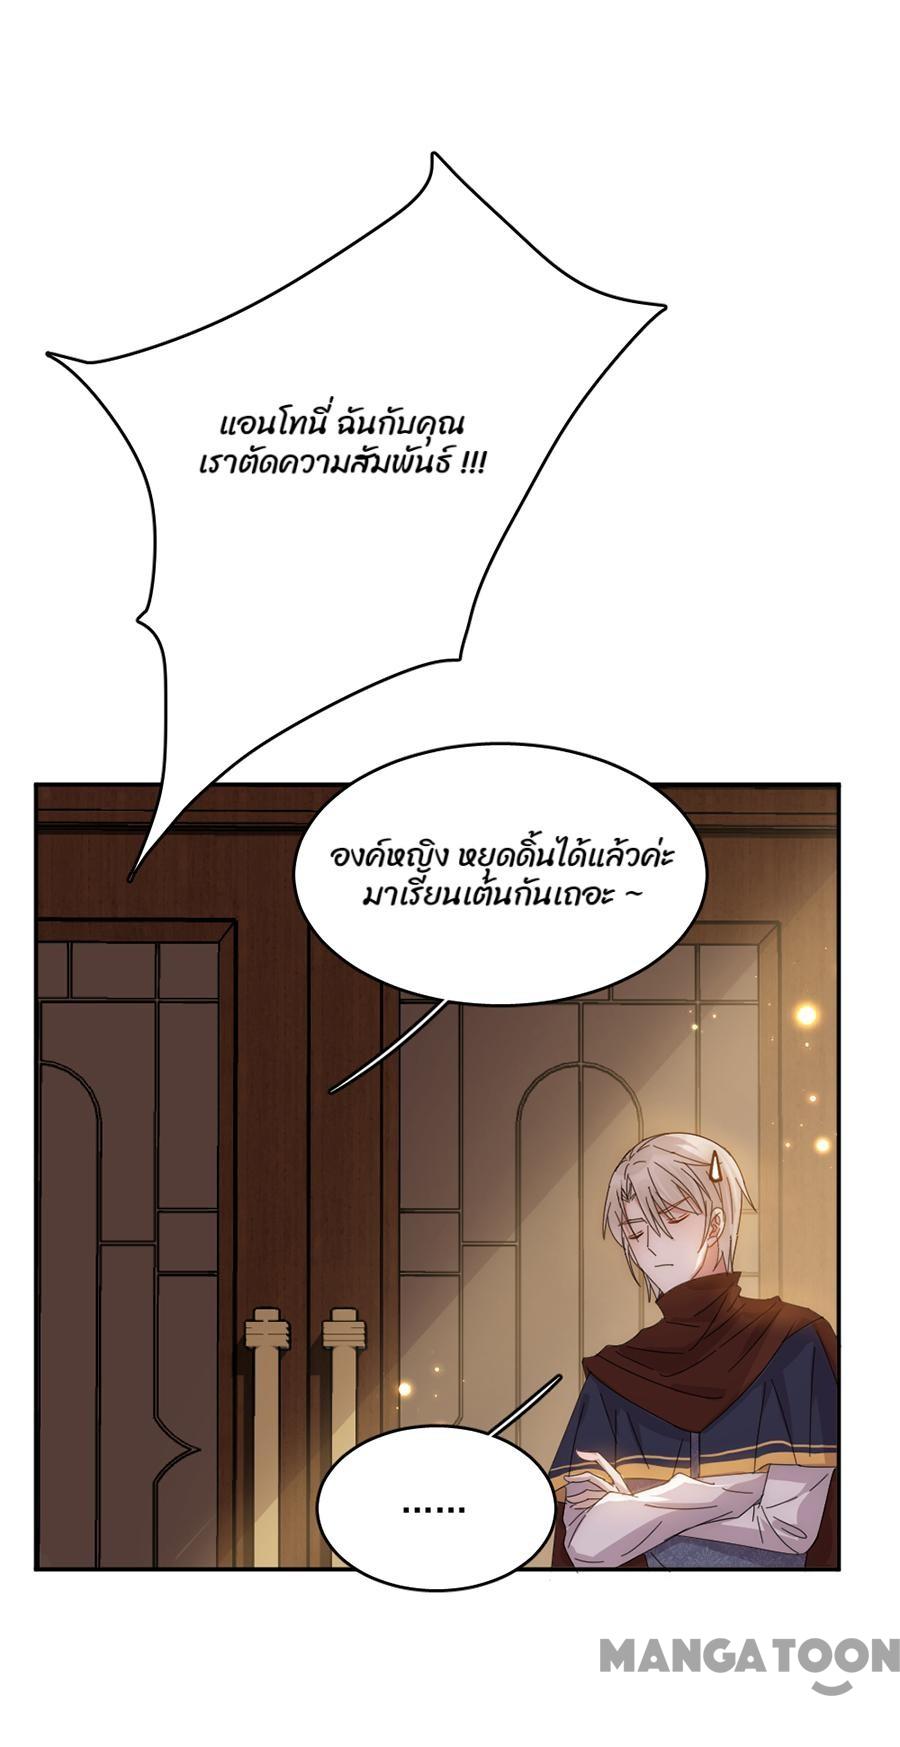 แอนโทนี่ ฉันกับคุณ
เราตัดความสัมพันธ์ !!!
องค์หญิง หยุดดิ้นได้แล้วค่ะ
มาเรียนเต้นกันเถอะ ~
......
MANGATOON